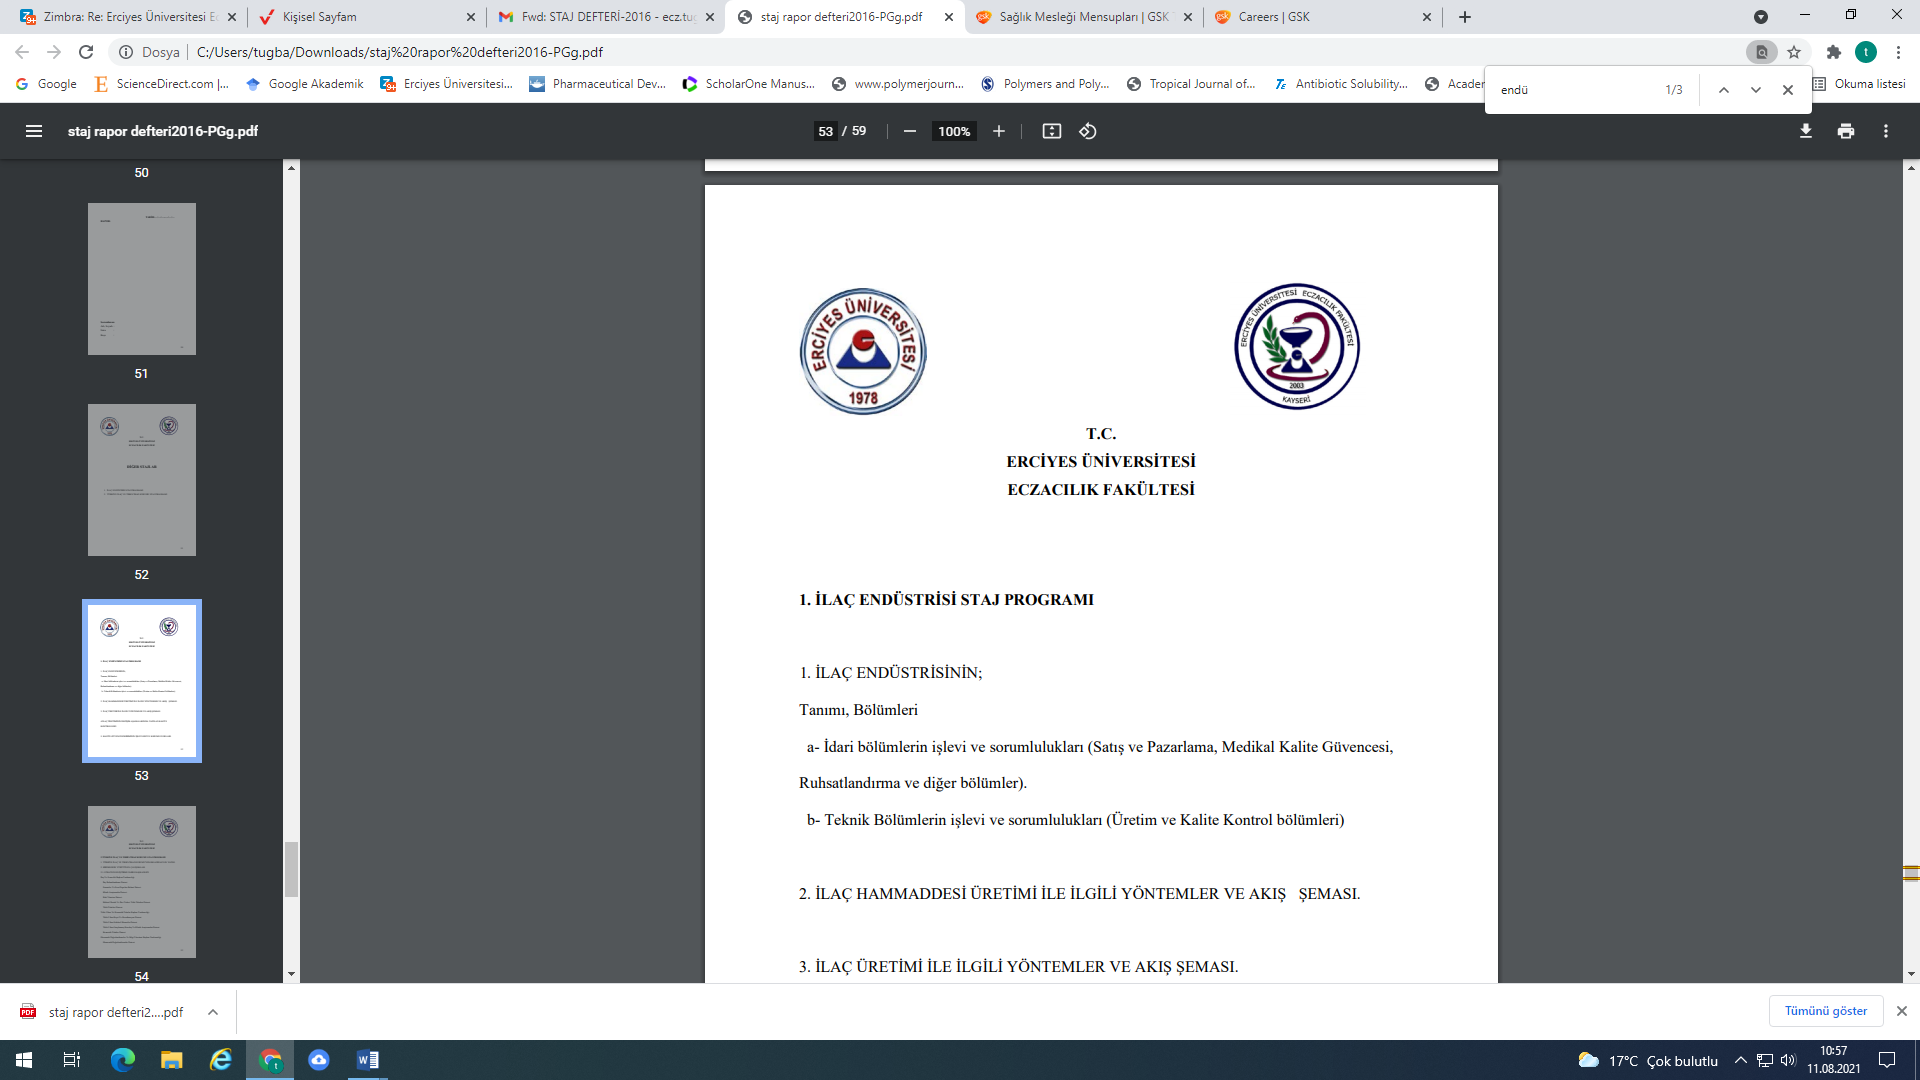 Zimbra: Re: Erciyes Üniversitesi Ec
Kişisel Sayfam
Fwd: STAJ DEFTERİ-2016 - ecz.tug
staj rapor defteri2016-PGg.pdf
Sağlık Mesleği Mensupları | GSK T
Careers | GSK
Dosya
C:/Users/tugba/Downloads/staj%20rapor%20defteri2016-PGg.pdf
t
Google
ScienceDirect.com |...
Google Akademik
Erciyes Üniversitesi...
Pharmaceutical Dev...
ScholarOne Manus...
www.polymerjourn...
Polymers and Poly...
Tropical Journal of...
Antibiotic Solubility...
Okuma listesi
endü
1/3
staj rapor defteri2016-PGg.pdf
53 / 59
100%
50
51
52
53
54
ERCİYES ÜNİVERSİTESİ
1978
ERCİYES ÜNİVERSİTESİ ECZACILIK FAKÜLTESİ
2003
KAYSERİ
T.C.
ERCİYES ÜNİVERSİTESİ
ECZACILIK FAKÜLTESİ
1. İLAÇ ENDÜSTRİSİ STAJ PROGRAMI
1. İLAÇ ENDÜSTRİSİNİN;
Tanımı, Bölümleri
a- İdari bölümlerin işlevi ve sorumlulukları (Satış ve Pazarlama, Medikal Kalite Güvencesi,
Ruhsatlandırma ve diğer bölümler).
b- Teknik Bölümlerin işlevi ve sorumlulukları (Üretim ve Kalite Kontrol bölümleri)
2. İLAÇ HAMMADDESİ ÜRETİMİ İLE İLGİLİ YÖNTEMLER VE AKIŞ ŞEMASI.
3. İLAÇ ÜRETİMİ İLE İLGİLİ YÖNTEMLER VE AKIŞ ŞEMASI.
staj rapor defteri2....pdf
Tümünü göster
17°C Çok bulutlu
10:57
11.08.2021